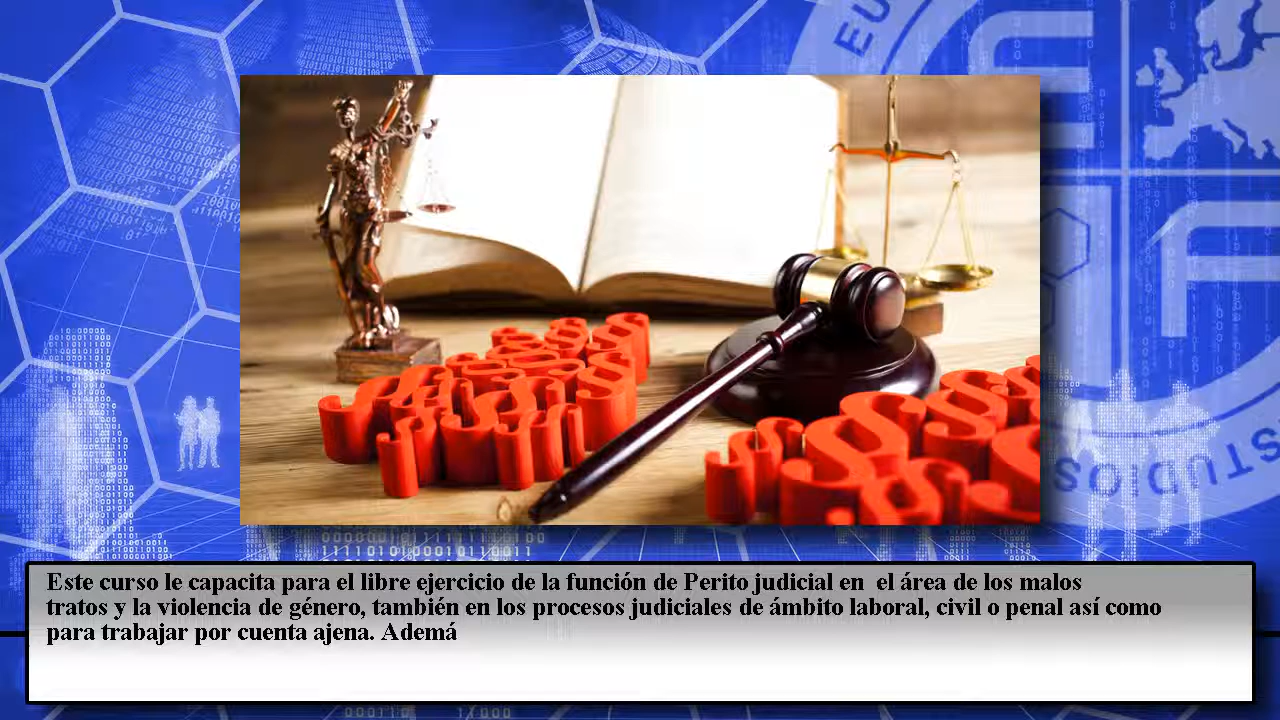 EU
STUDIOS
Este curso le capacita para el libre ejercicio de la función de Perito judicial en  el área de los malos
tratos y la violencia de género, también en los procesos judiciales de ámbito laboral, civil o penal así como
para trabajar por cuenta ajena. Ademá